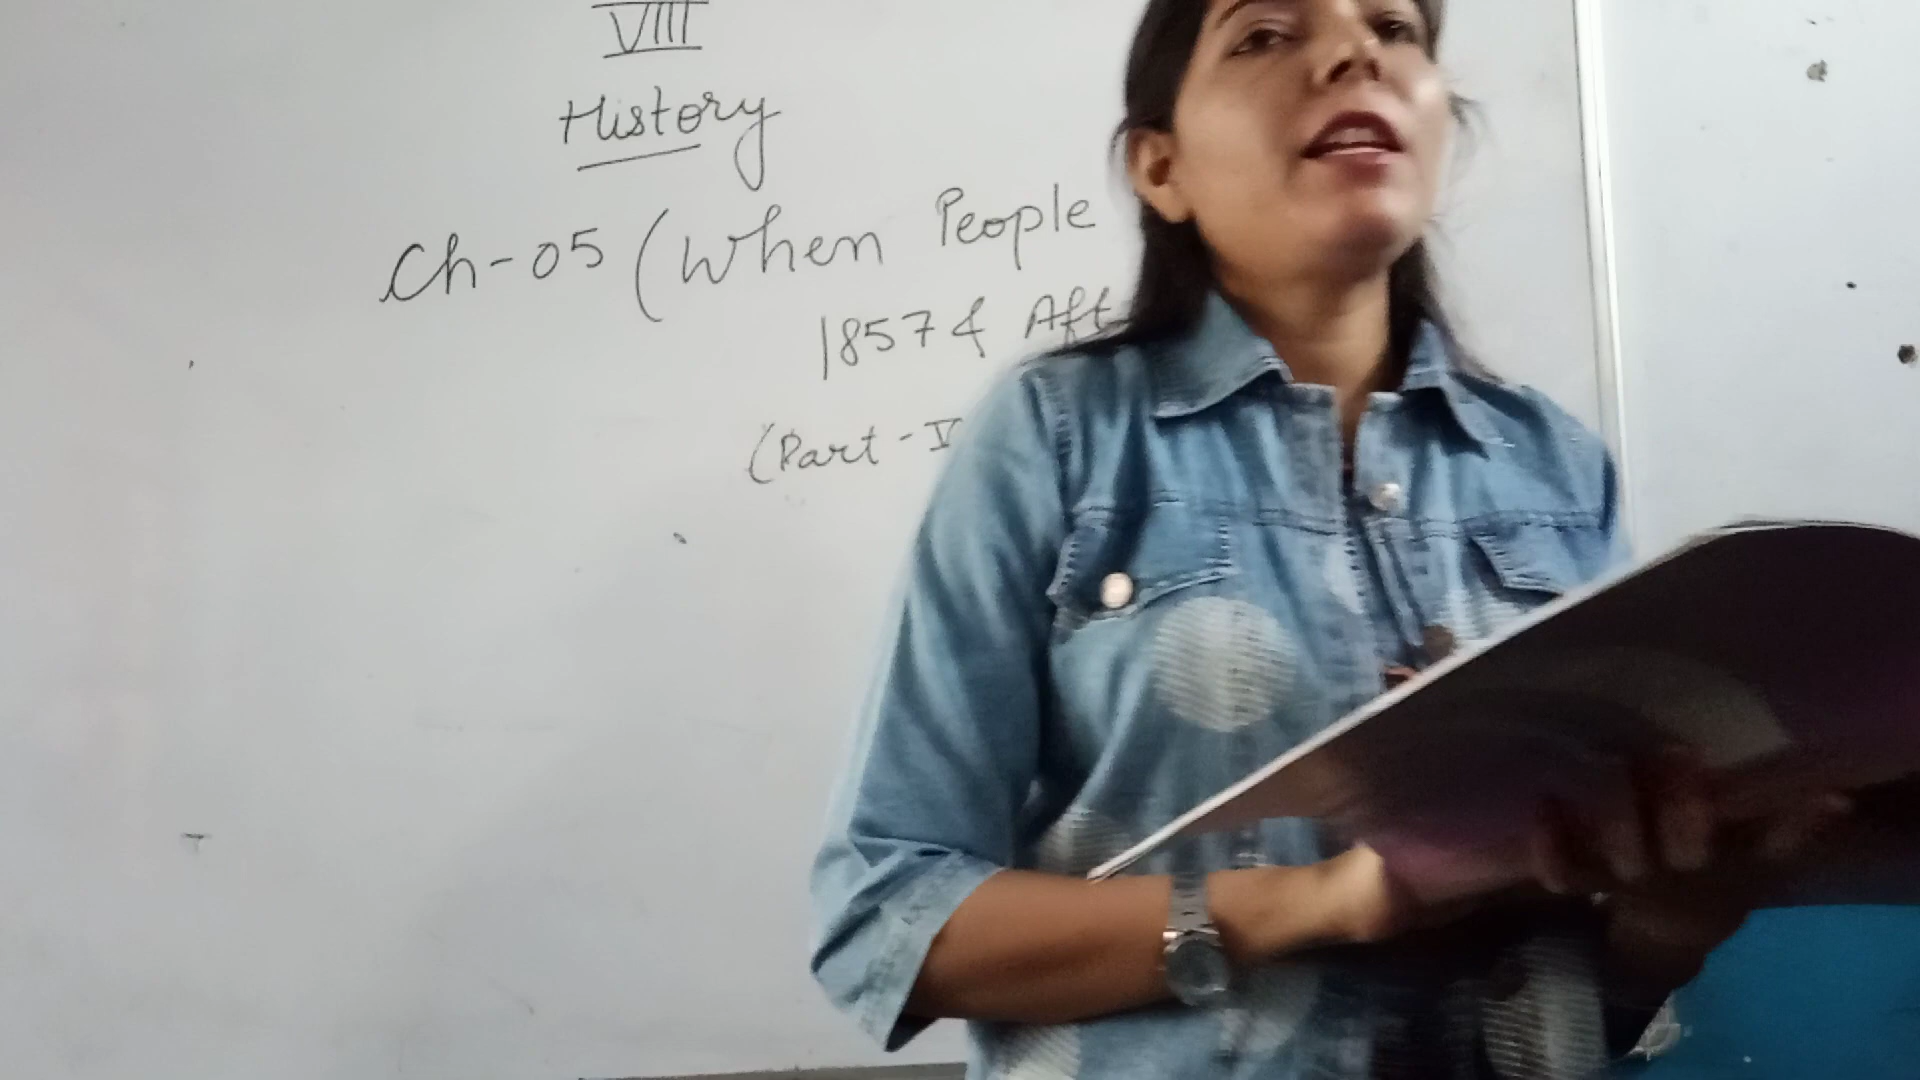 VIII
History
Ch-05 (When People
1857 & Aft
(Part - V